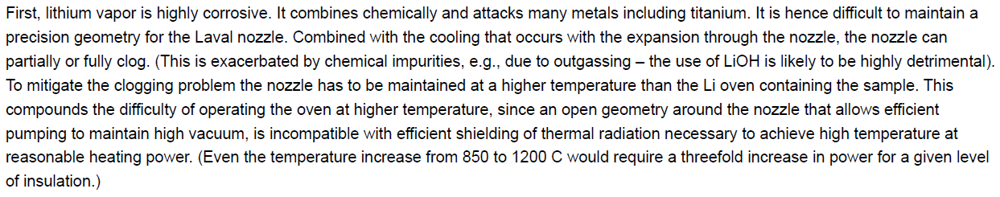 First, lithium vapor is highly corrosive. It combines chemically and attacks many metals including titanium. It is hence difficult to maintain a
precision geometry for the Laval nozzle. Combined with the cooling that occurs with the expansion through the nozzle, the nozzle can
partially or fully clog. (This is exacerbated by chemical impurities, e.g., due to outgassing – the use of LiOH is likely to be highly detrimental).
To mitigate the clogging problem the nozzle has to be maintained at a higher temperature than the Li oven containing the sample. This
compounds the difficulty of operating the oven at higher temperature, since an open geometry around the nozzle that allows efficient
pumping to maintain high vacuum, is incompatible with efficient shielding of thermal radiation necessary to achieve high temperature at
reasonable heating power. (Even the temperature increase from 850 to 1200 C would require a threefold increase in power for a given level
of insulation.)